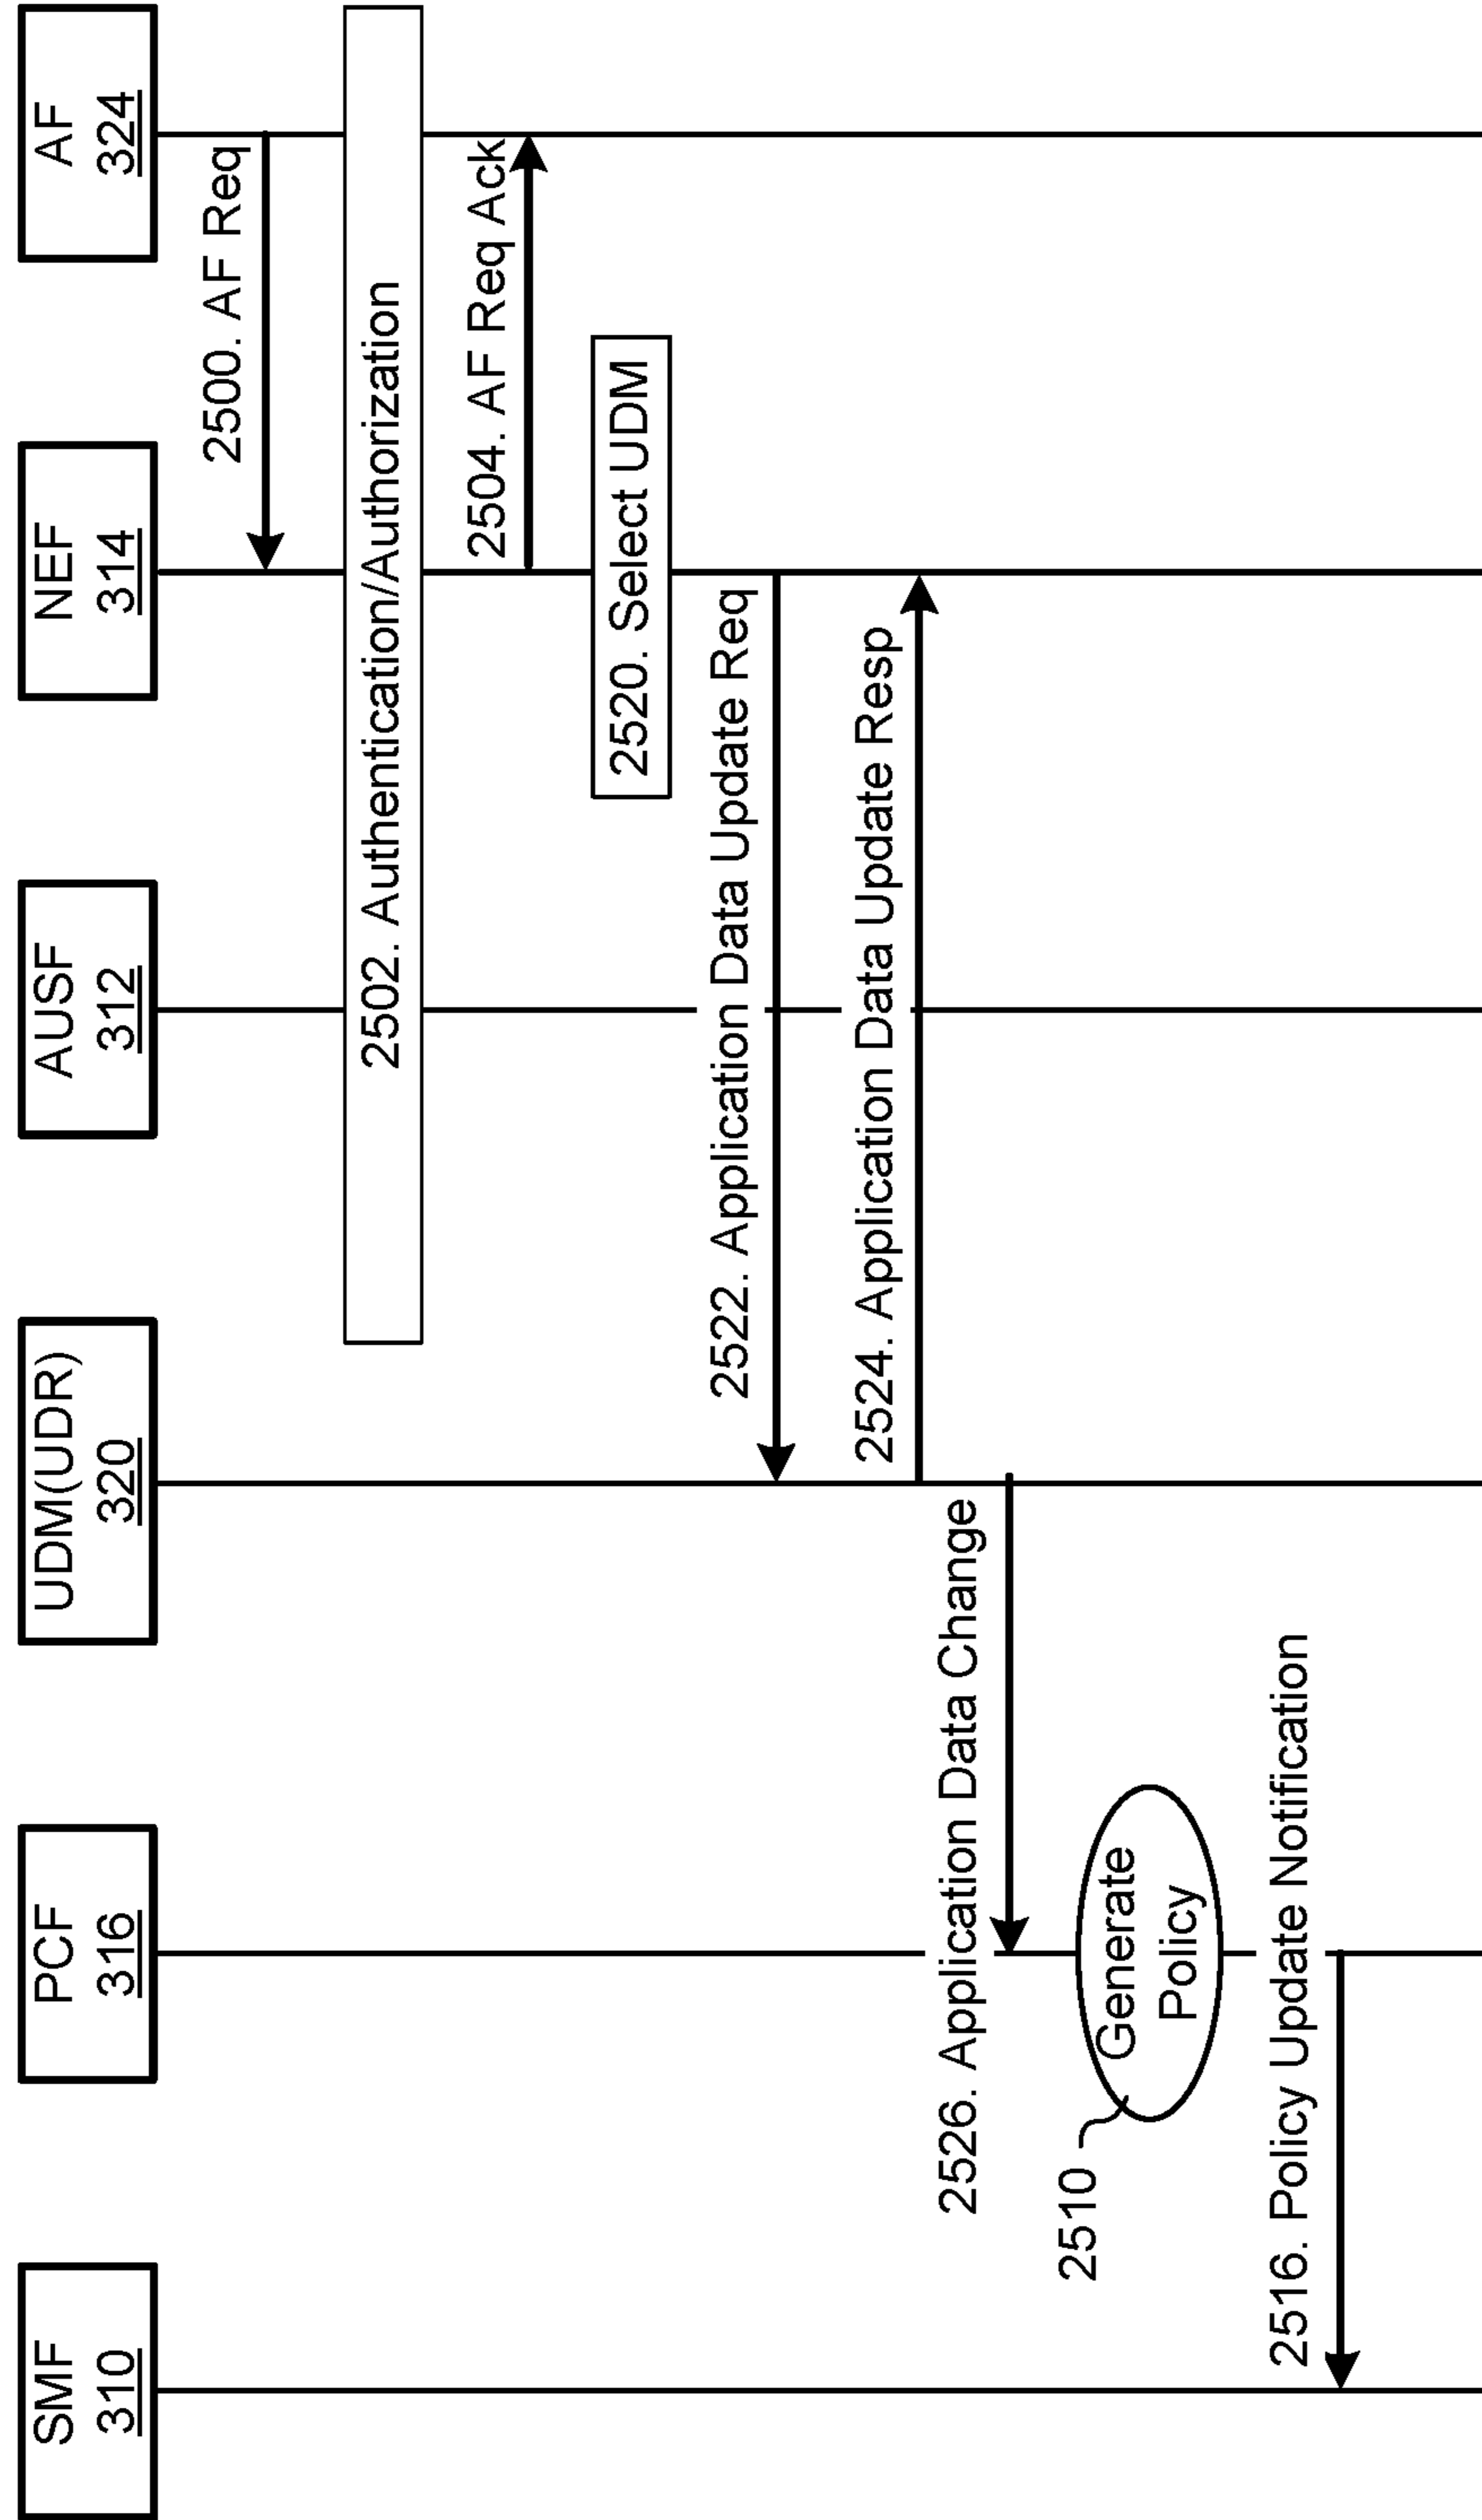 SMF
310
PCF
316
UDM(UDR)
320
AUSF
312
NEF
314
AF
324
2500. AF Req
2502. Authentication/Authorization
2504. AF Req Ack
2520. Select UDM
2522. Application Data Update Req
2524. Application Data Update Resp
2526. Application Data Change
2510
Generate
Policy
2516. Policy Update Notification